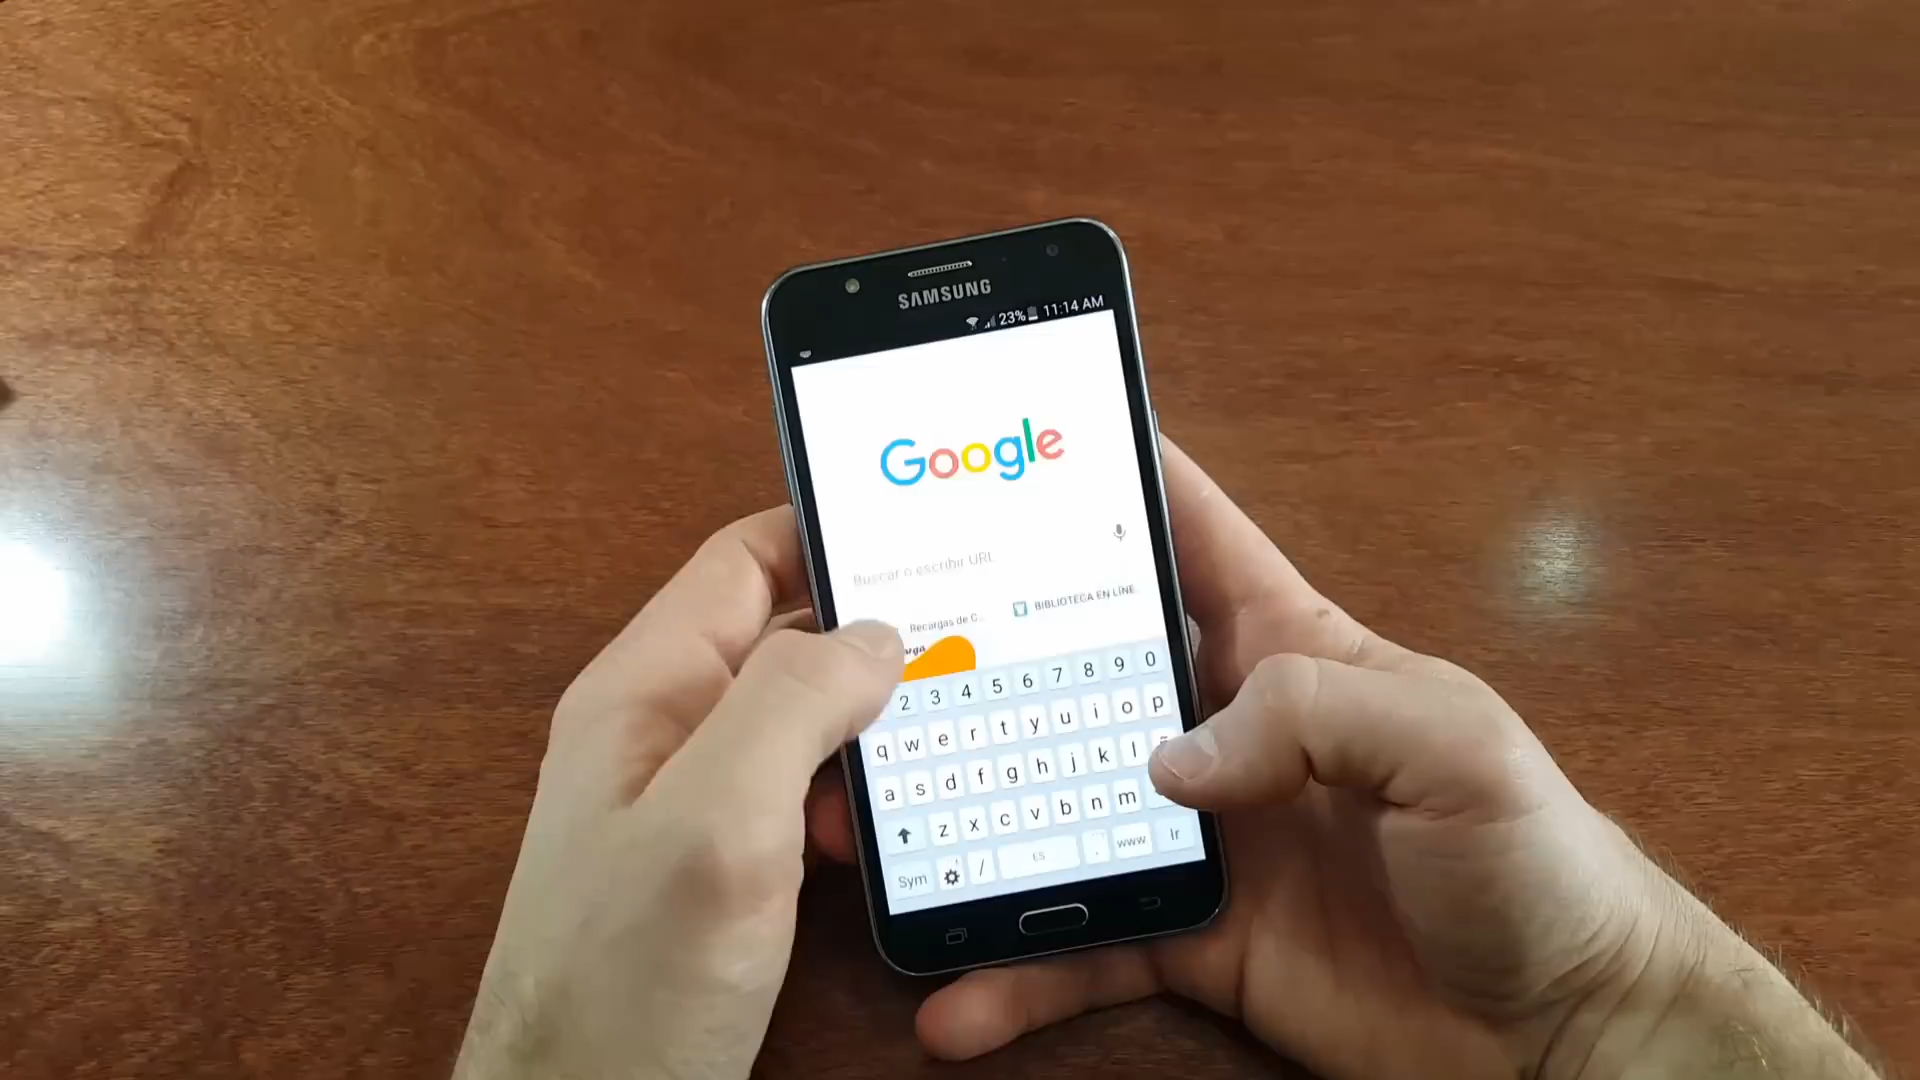 SAMSUNG
23% 11:14 AM
Google
Buscar o escribir URL
Recargas de C...
BIBLIOTECA EN LÍNE...
arga
2 3 4 5 6 7 8 9 0
q w e r t y u i o p
a s d f g h j k l ñ
z x c v b n m
Sym / ES . www Ir